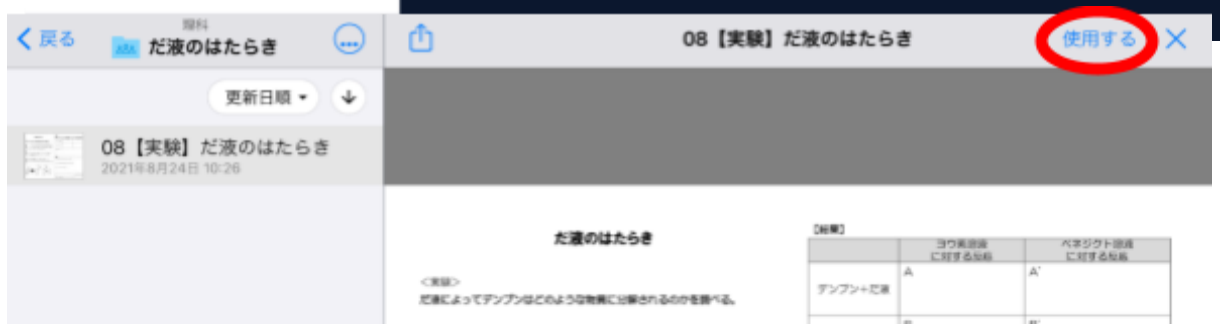 戻る
理科
だ液のはたらき
更新日順
08【実験】だ液のはたらき
2021年8月24日 10:26
08【実験】だ液のはたらき
使用する
だ液のはたらき
<実験>
だ液によってデンプンはどのような物質に分解されるのかを調べる。
【結果】
ヨウ素溶液
に対する反応
ベネジクト溶液
に対する反応
デンプン+だ液
A
A'